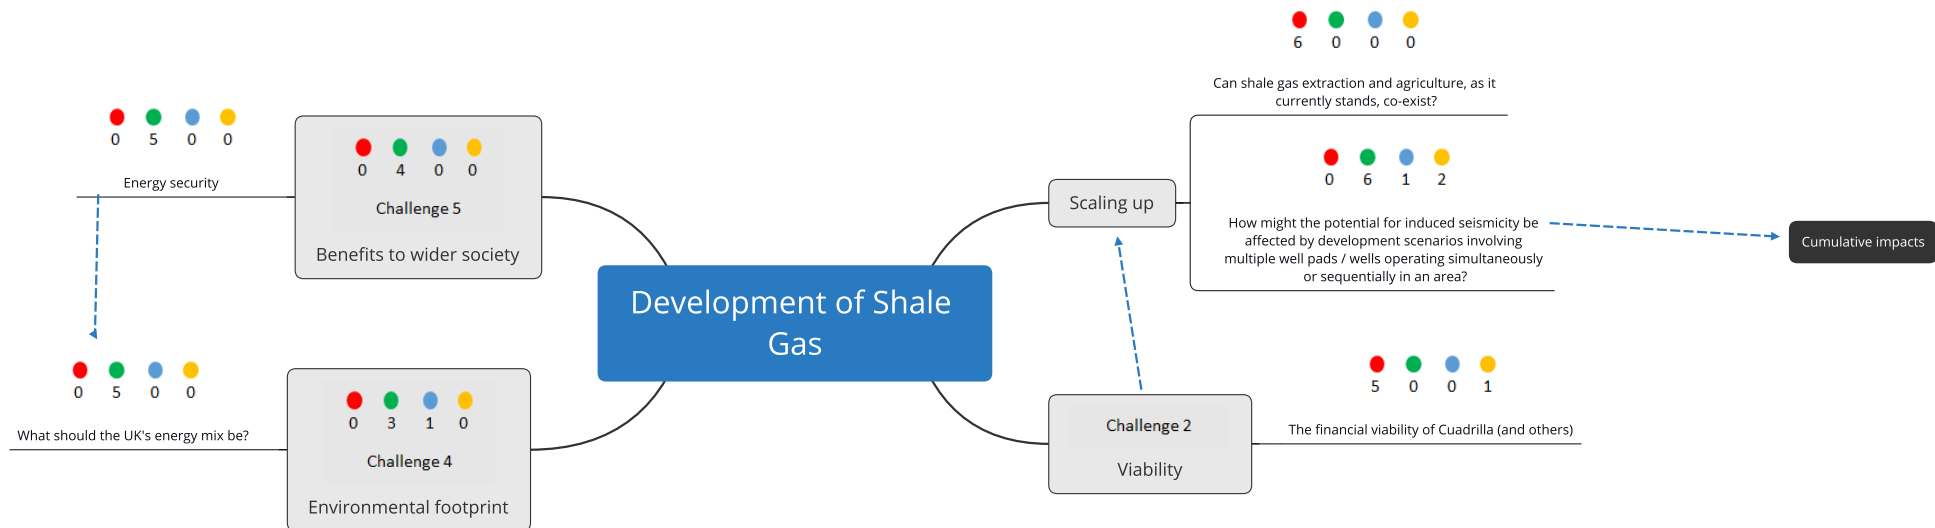 6 0 0 0
Can shale gas extraction and agriculture, as it
currently stands, co-exist?
0 5 0 0
Energy security
0 4 0 0
Challenge 5
Benefits to wider society
Scaling up
0 6 1 2
How might the potential for induced seismicity be
affected by development scenarios involving
multiple well pads / wells operating simultaneously
or sequentially in an area?
Cumulative impacts
Development of Shale
Gas
0 5 0 0
What should the UK's energy mix be?
0 3 1 0
Challenge 4
Environmental footprint
Challenge 2
Viability
5 0 0 1
The financial viability of Cuadrilla (and others)